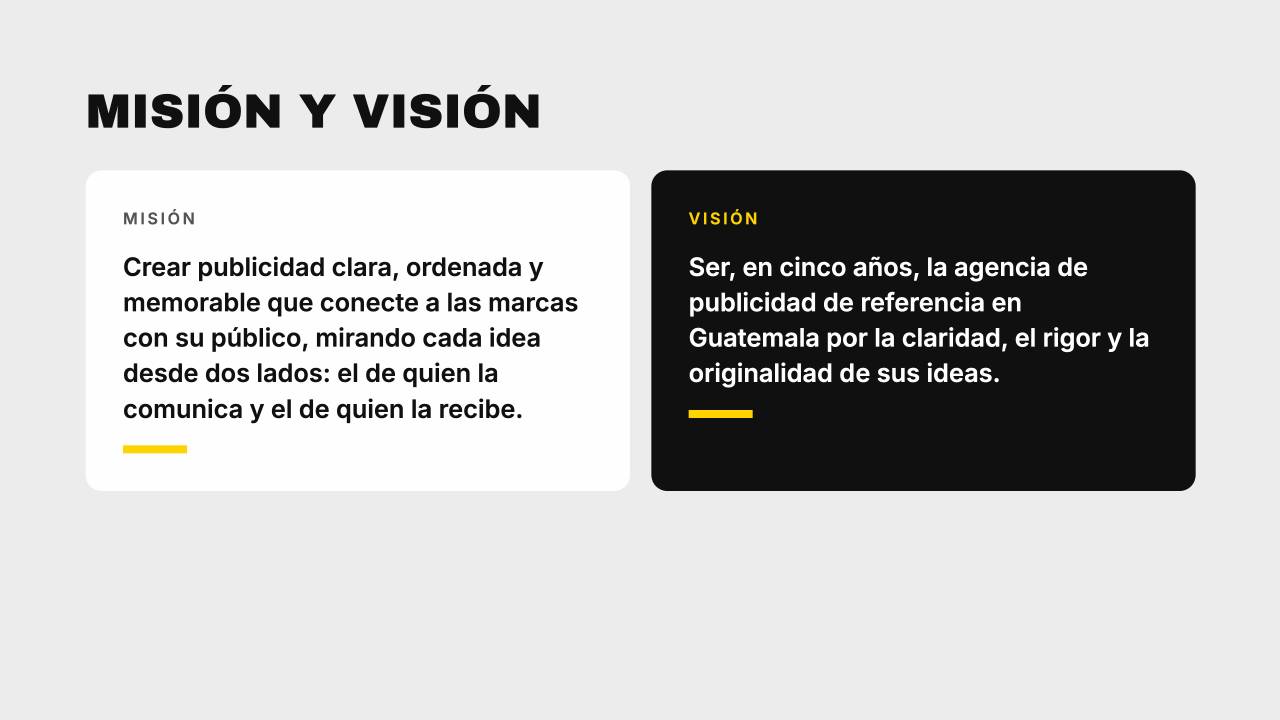 MISIÓN Y VISIÓN
MISIÓN
Crear publicidad clara, ordenada y
memorable que conecte a las marcas
con su público, mirando cada idea
desde dos lados: el de quien la
comunica y el de quien la recibe.
VISIÓN
Ser, en cinco años, la agencia de
publicidad de referencia en
Guatemala por la claridad, el rigor y la
originalidad de sus ideas.